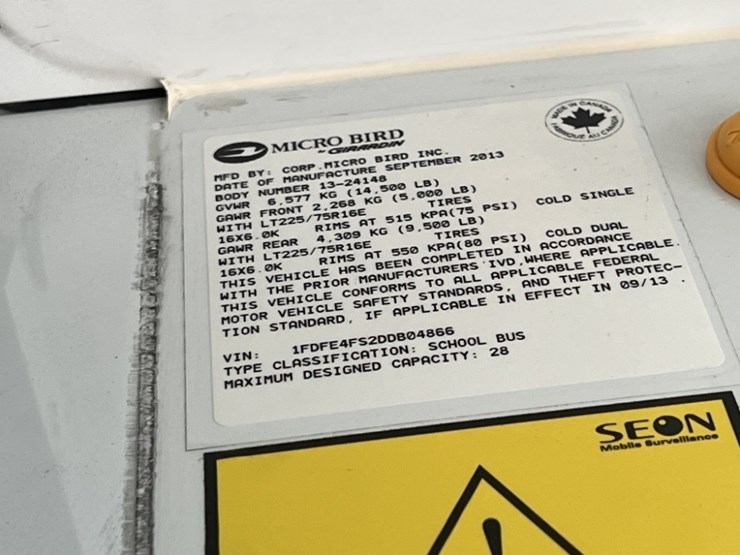 MICRO BIRD
by GIRARDIN
MADE IN CANADA
FABRIQUÉ AU CANADA
MFD BY: CORP.MICRO BIRD INC.
DATE OF MANUFACTURE SEPTEMBER 2013
BODY NUMBER 13-24148
GVWR 6,577 KG (14,500 LB)
GAWR FRONT 2,268 KG (5,000 LB)
WITH LT225/75R16E TIRES
16X6.0K RIMS AT 515 KPA(75 PSI) COLD SINGLE
GAWR REAR 4,309 KG (9,500 LB)
WITH LT225/75R16E TIRES
16X6.0K RIMS AT 550 KPA(80 PSI) COLD DUAL
THIS VEHICLE HAS BEEN COMPLETED IN ACCORDANCE
WITH THE PRIOR MANUFACTURERS'IVD,WHERE APPLICABLE.
THIS VEHICLE CONFORMS TO ALL APPLICABLE FEDERAL
MOTOR VEHICLE SAFETY STANDARDS, AND THEFT PROTEC-
TION STANDARD, IF APPLICABLE IN EFFECT IN 09/13 .
VIN: 1FDFE4FS2DDB04866
TYPE CLASSIFICATION: SCHOOL BUS
MAXIMUM DESIGNED CAPACITY: 28
SEON
Mobile Surveillance
!